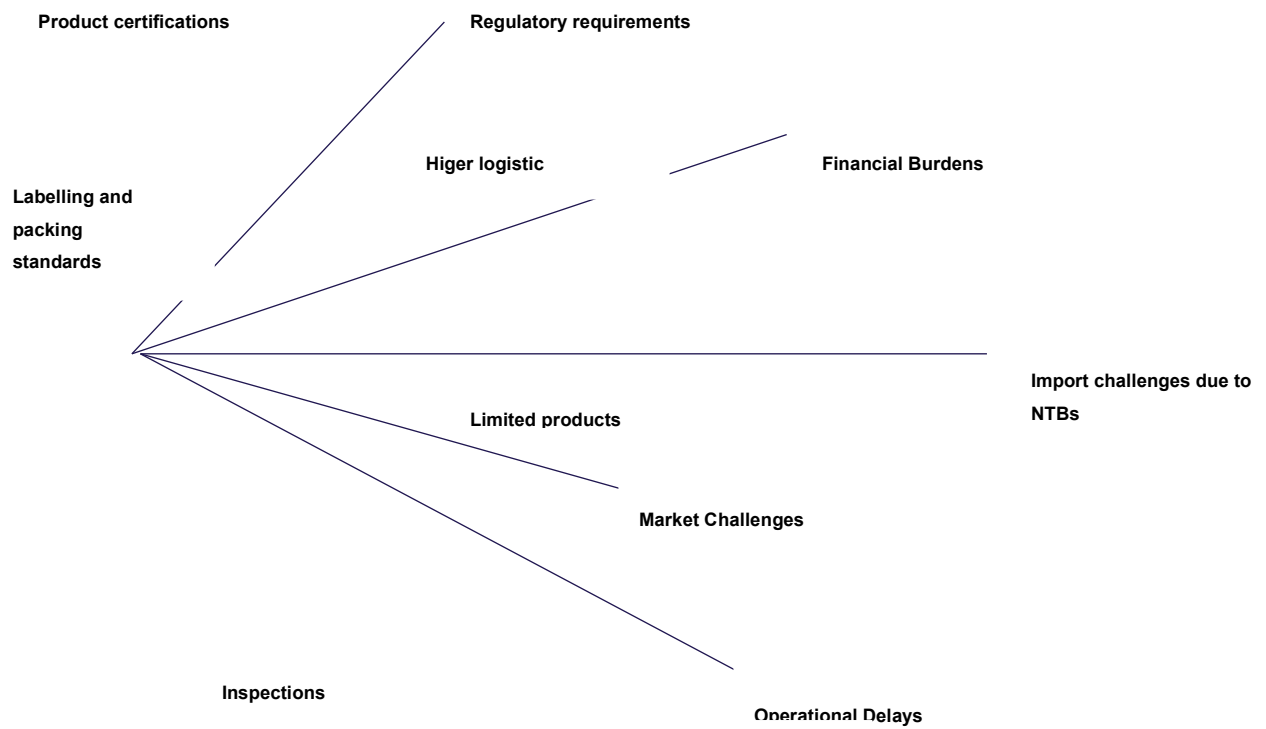 Product certifications
Regulatory requirements
Higer logistic
Financial Burdens
Labelling and
packing
standards
Import challenges due to
NTBs
Limited products
Market Challenges
Inspections
Operational Delays